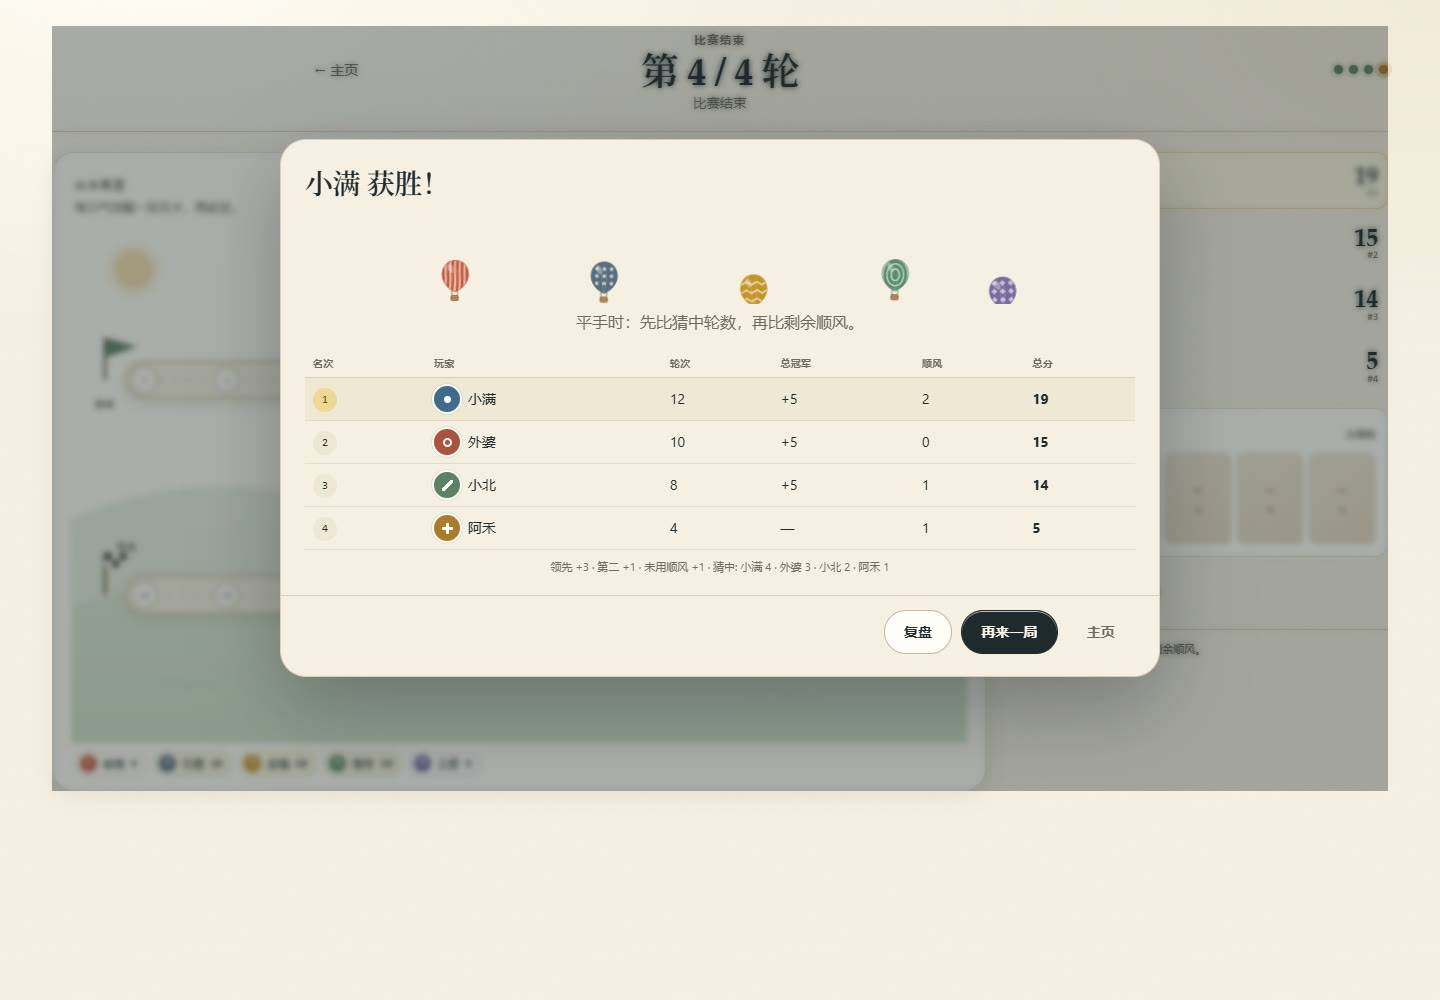 比赛结束
← 主页
第 4 / 4 轮
比赛结束
19
15
#2
14
#3
5
#4
小满 获胜！
平手时：先比猜中轮数，再比剩余顺风。
名次 玩家 轮次 总冠军 顺风 总分
1 小满 12 +5 2 19
2 外婆 10 +5 0 15
3 小北 8 +5 1 14
4 阿禾 4 — 1 5
领先 +3 · 第二 +1 · 未用顺风 +1 · 猜中: 小满 4 · 外婆 3 · 小北 2 · 阿禾 1
复盘
再来一局
主页
余顺风。